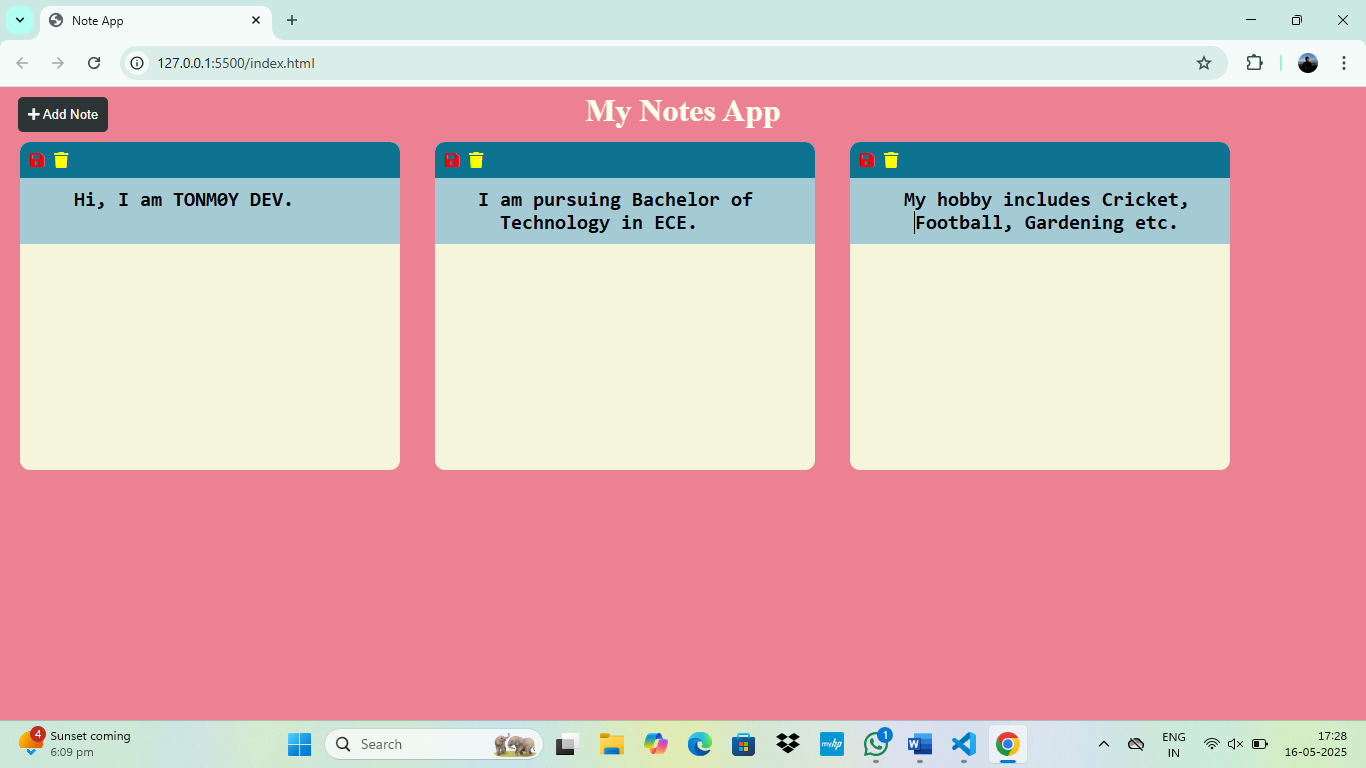 Note App
127.0.0.1:5500/index.html
Add Note
My Notes App
Hi, I am TONMØY DEV.
I am pursuing Bachelor of
Technology in ECE.
My hobby includes Cricket,
Football, Gardening etc.
4
Sunset coming
6:09 pm
Search
myhp
1
ENG
IN
17:28
16-05-2025